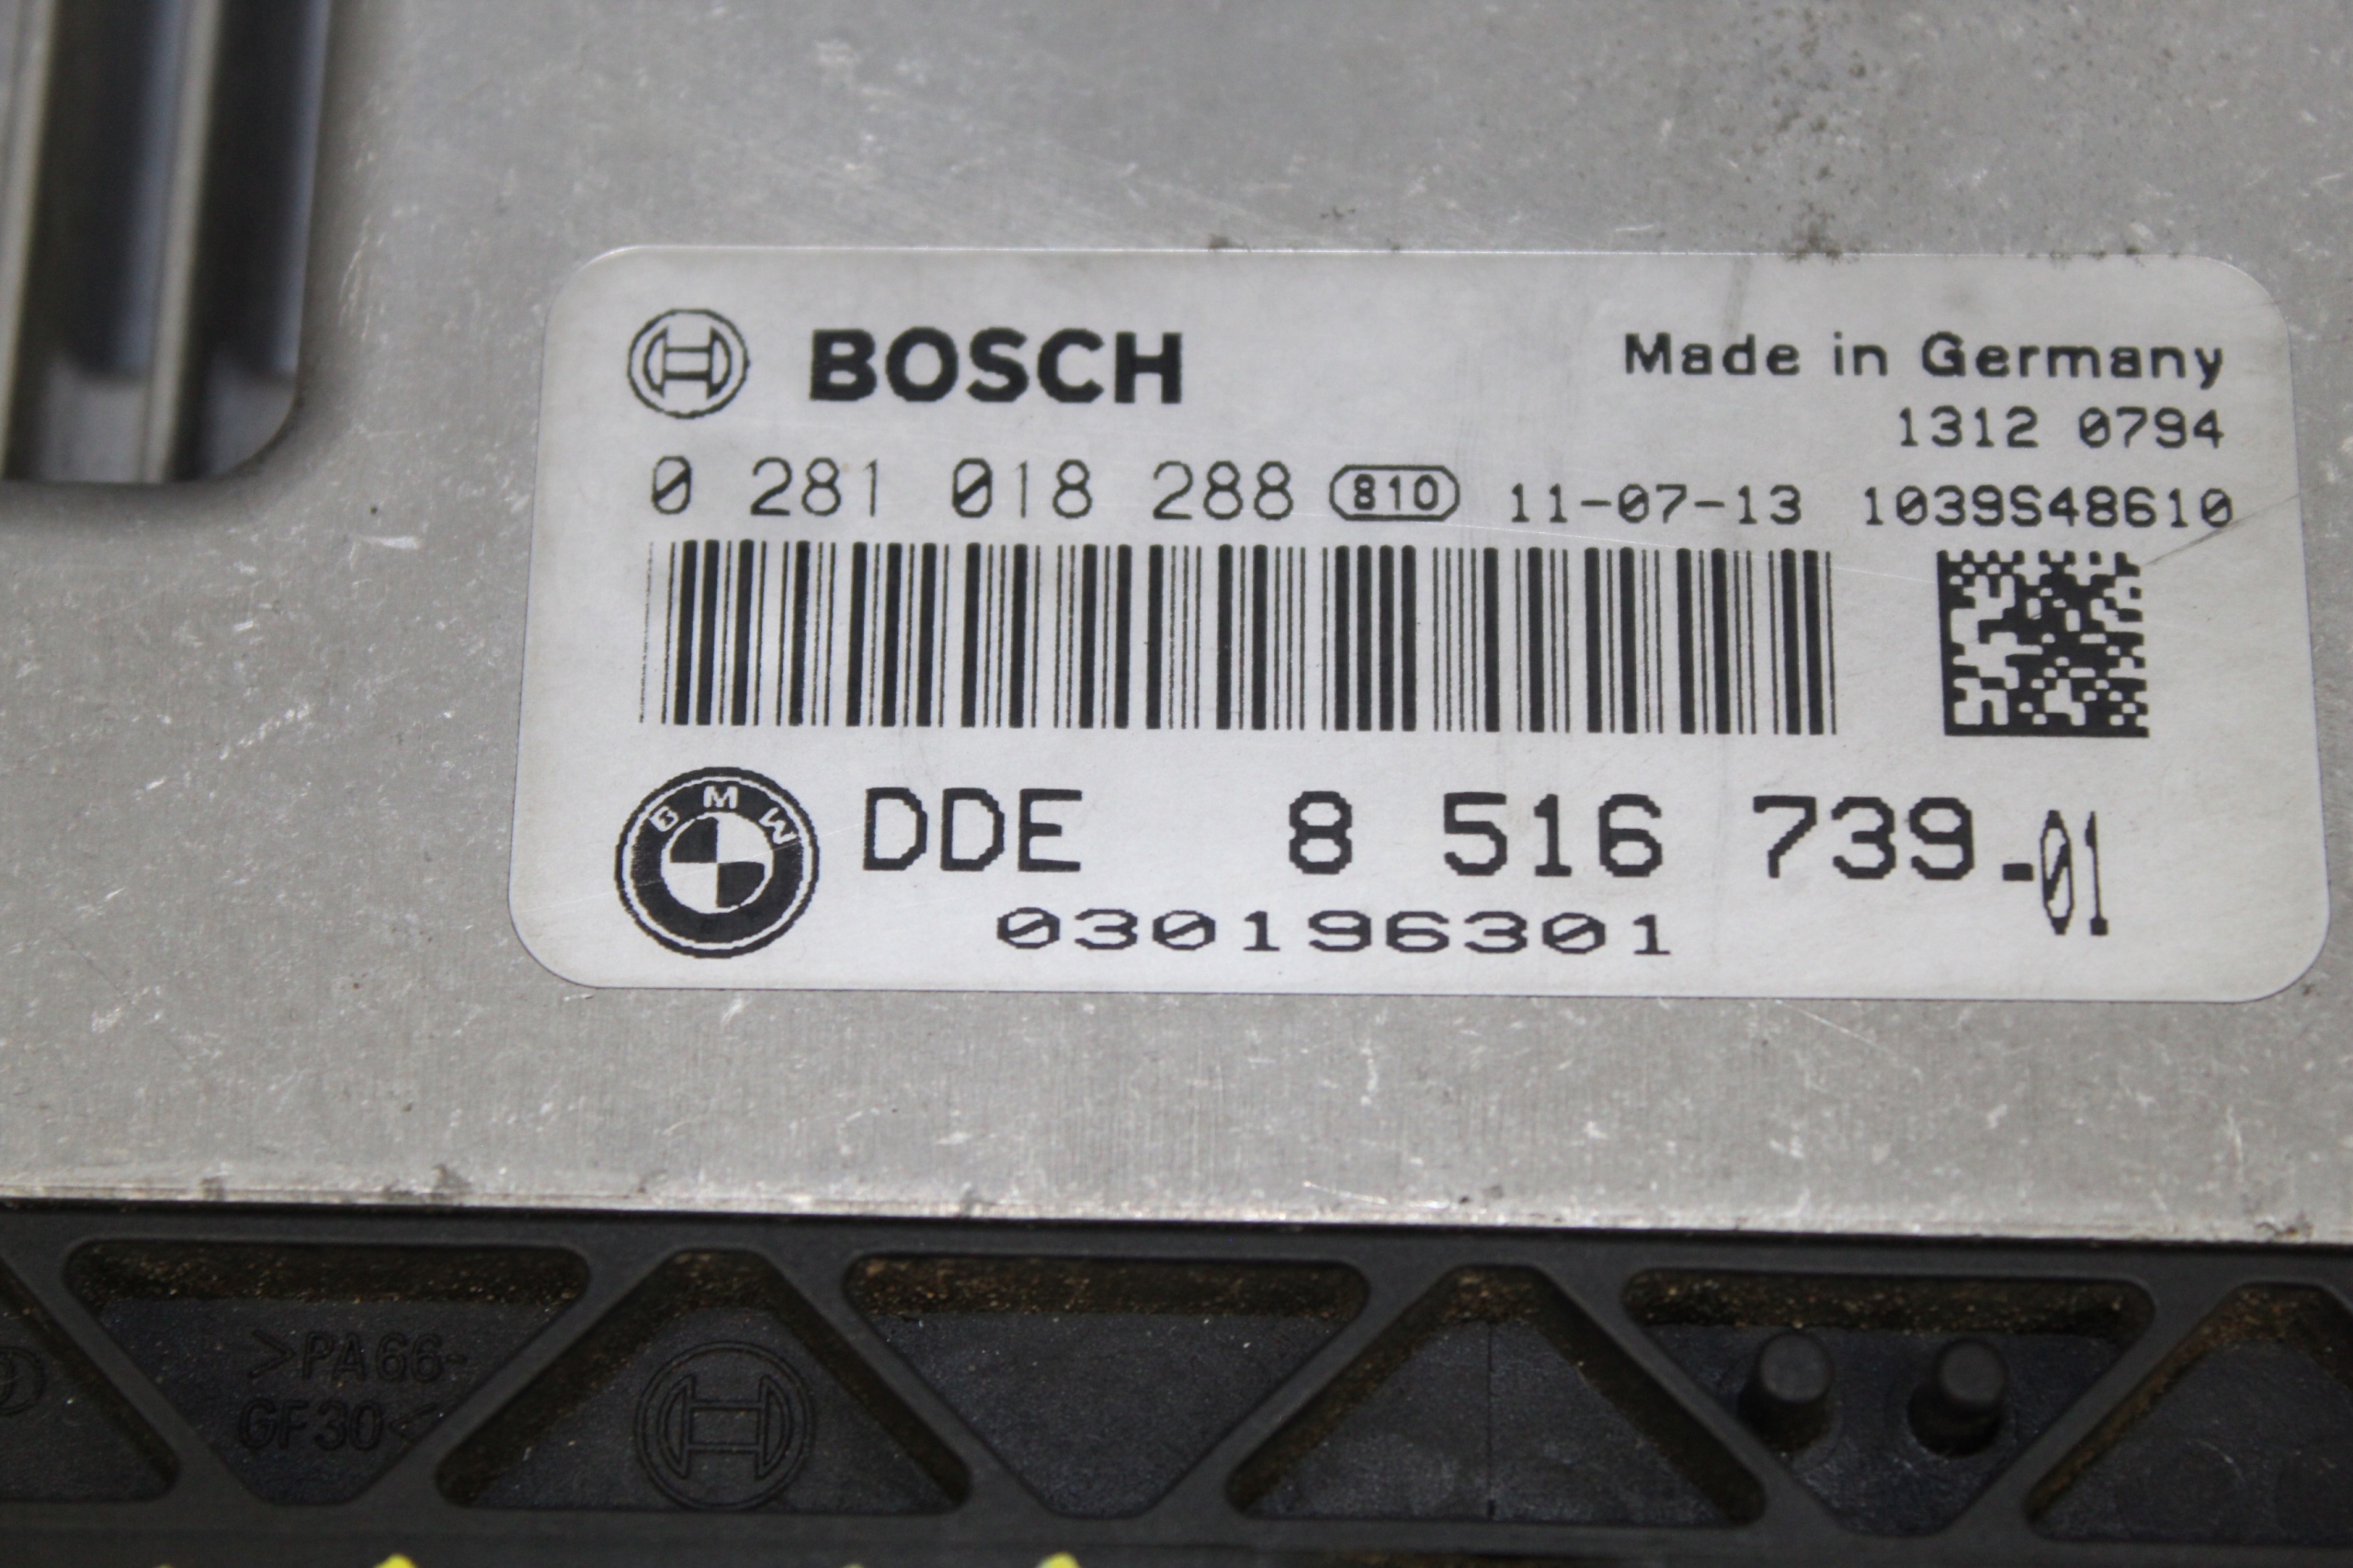 BOSCH
Made in Germany
1312 0794
0 281 018 288 810 11-07-13 1039S48610
BMW
DDE 8 516 739-01
030196301
>PA66-
GF30<